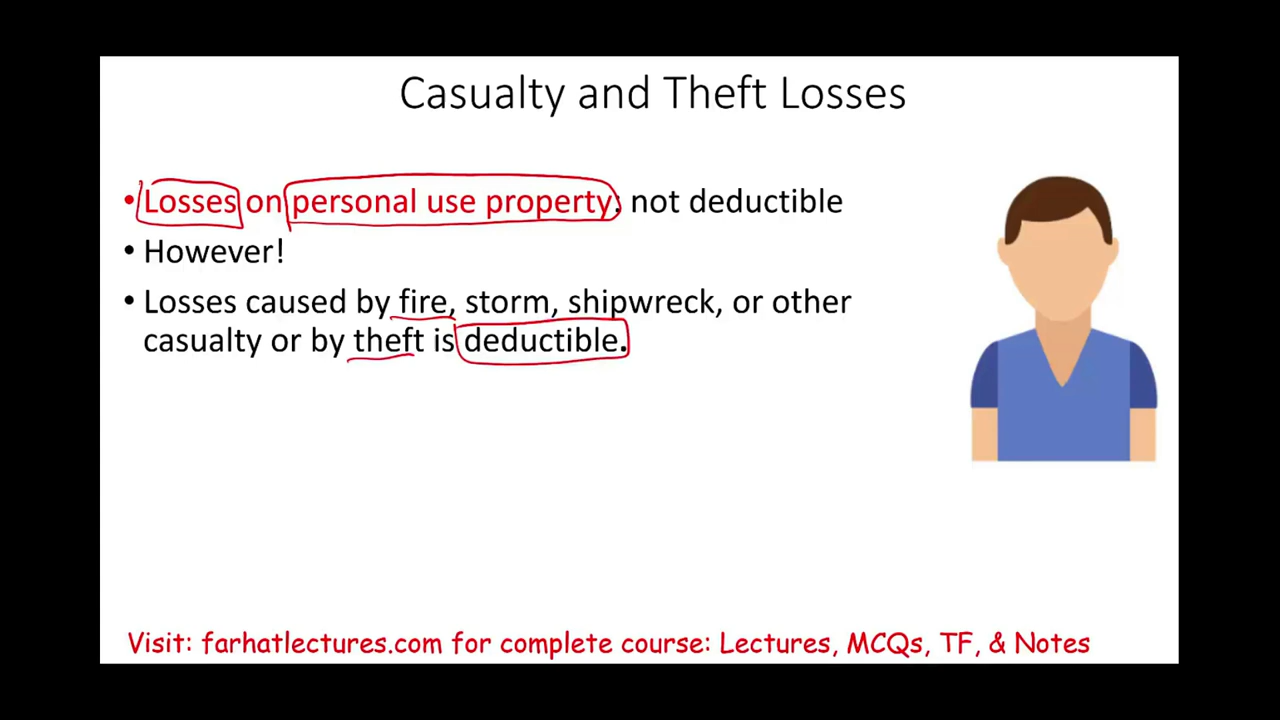 Casualty and Theft Losses
• Losses on personal use property: not deductible
• However!
• Losses caused by fire, storm, shipwreck, or other
casualty or by theft is deductible.
Visit: farhatlectures.com for complete course: Lectures, MCQs, TF, & Notes